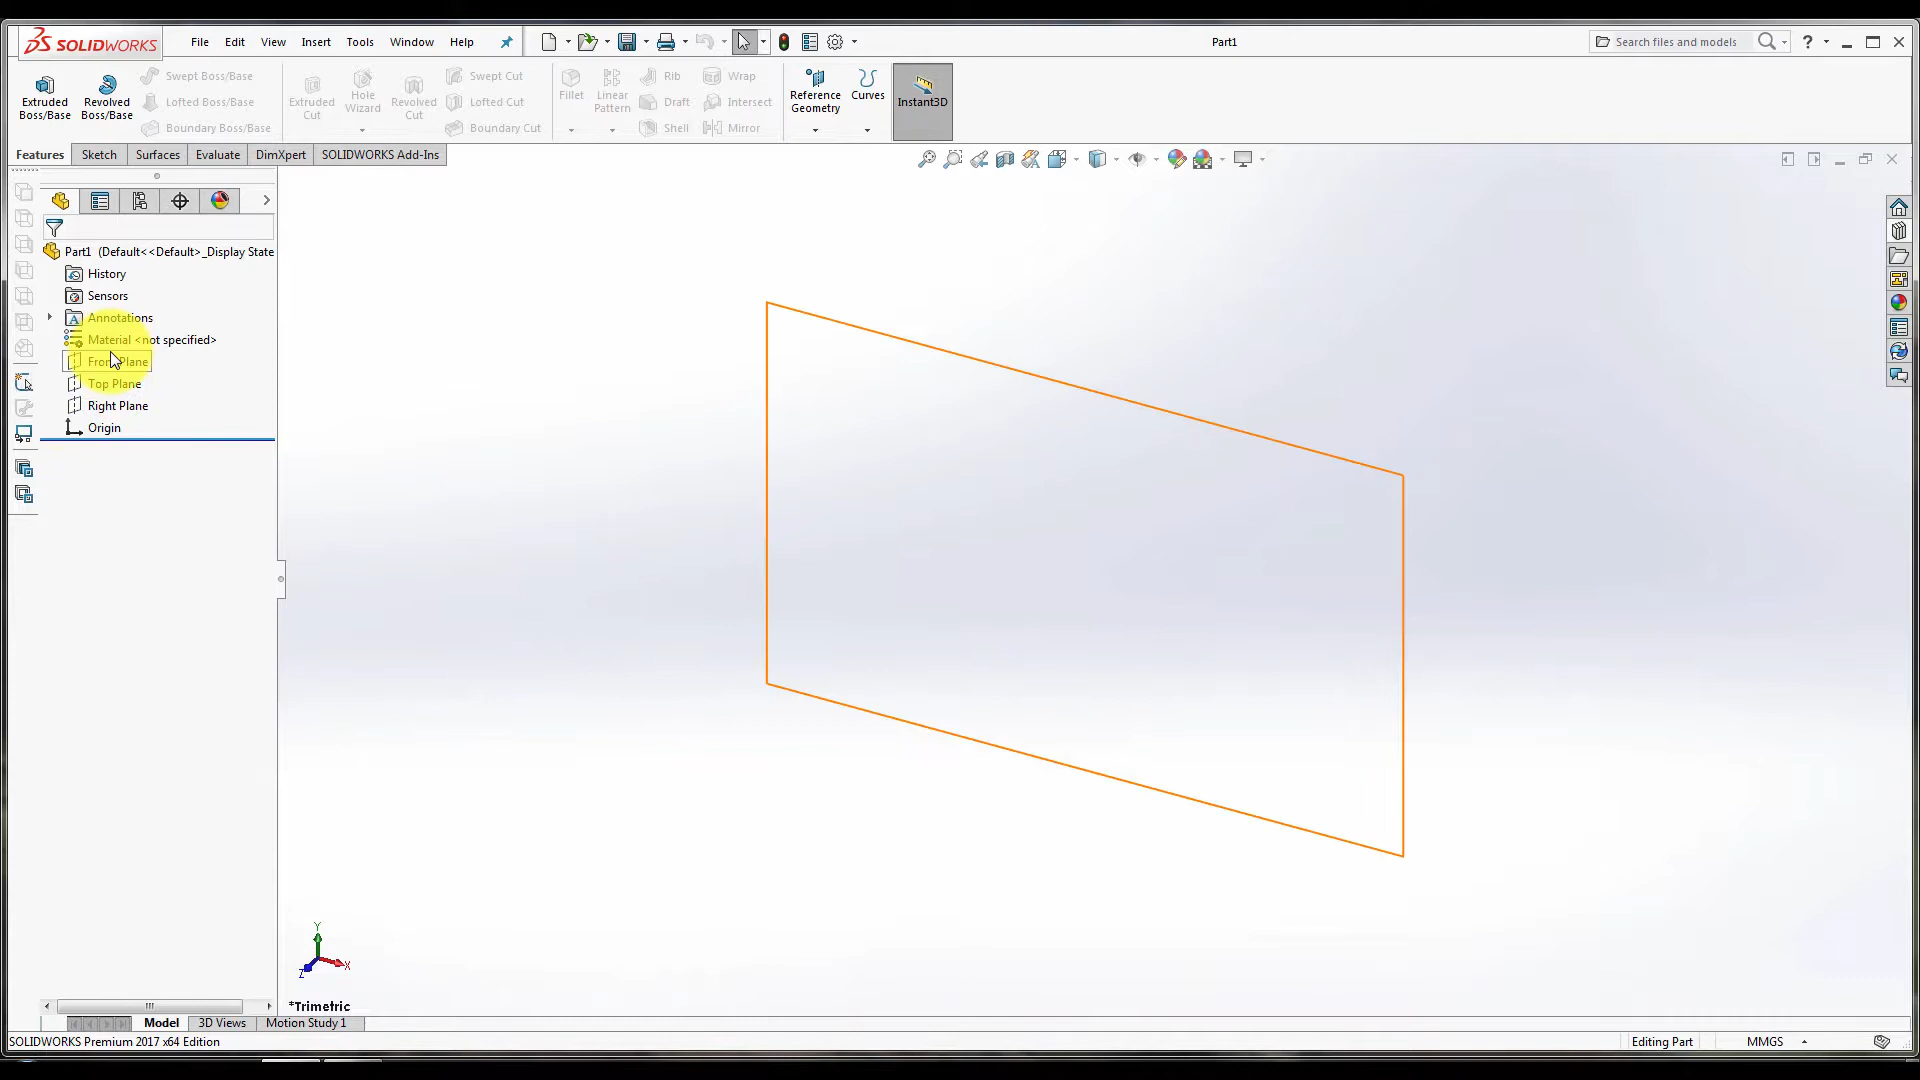 SOLIDWORKS
File Edit View Insert Tools Window Help
Part1
Search files and models
?
Extruded Boss/Base
Revolved Boss/Base
Swept Boss/Base
Lofted Boss/Base
Boundary Boss/Base
Extruded Cut
Hole Wizard
Revolved Cut
Swept Cut
Lofted Cut
Boundary Cut
Fillet
Linear Pattern
Rib
Draft
Shell
Wrap
Intersect
Mirror
Reference Geometry
Curves
Instant3D
Features Sketch Surfaces Evaluate DimXpert SOLIDWORKS Add-Ins
Part1 (Default<<Default>_Display State
History
Sensors
Annotations
Material <not specified>
Front Plane
Top Plane
Right Plane
Origin
Y
X
Z
*Trimetric
Model 3D Views Motion Study 1
SOLIDWORKS Premium 2017 x64 Edition
Editing Part
MMGS